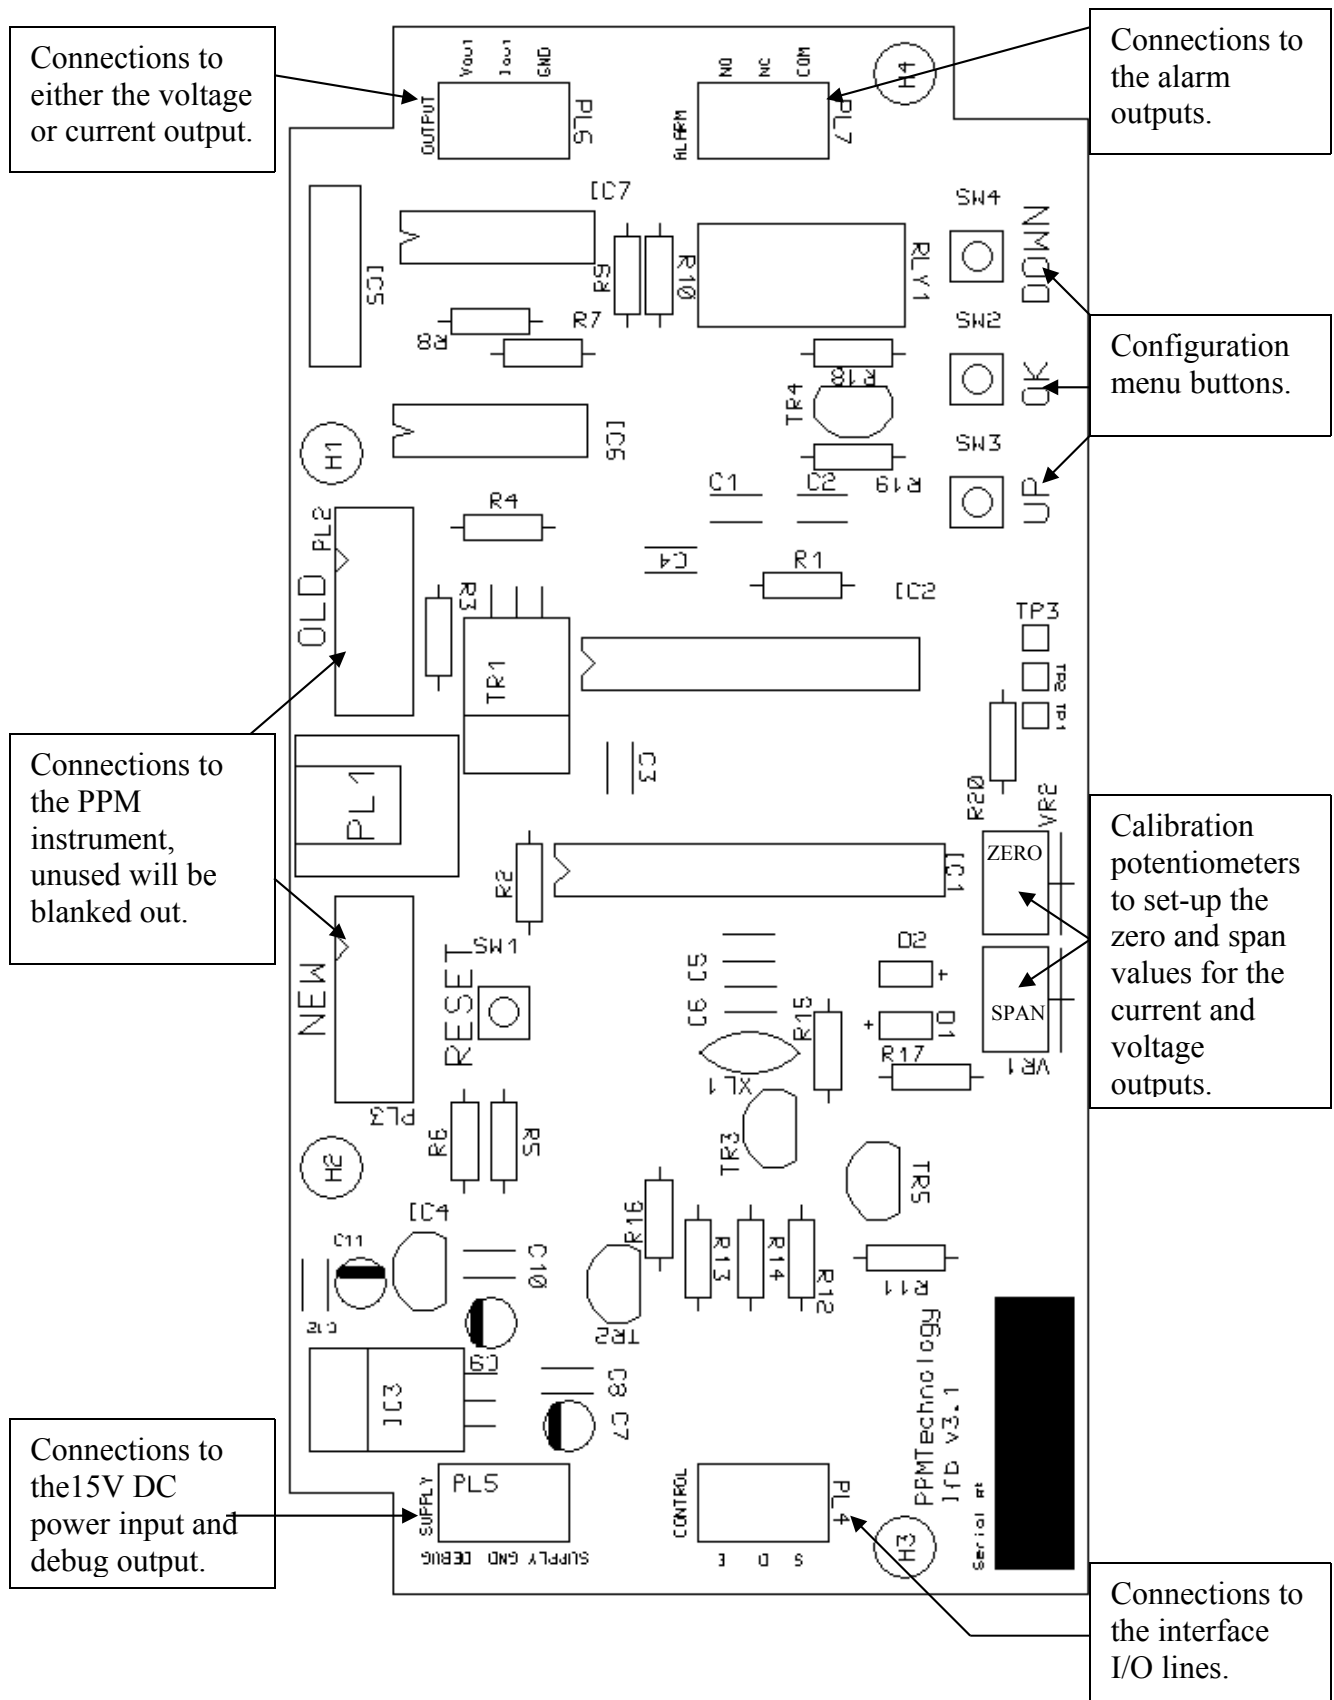 Connections to
either the voltage
or current output.
Connections to
the alarm
outputs.
Vout
Iout
GND
OUTPUT
PL6
NO
NC
COM
ALARM
PL7
H4
IC7
IC5
R9
R10
RLY1
SW4
DOWN
R8
R7
SW2
OK
R18
TR4
R19
SW3
UP
Configuration
menu buttons.
H1
IC6
C1
C2
R4
C4
R1
IC2
PL2
OLD
R3
TR1
TP3
TP2
TP1
C3
R20
VR2
Connections to
the PPM
instrument,
unused will be
blanked out.
PL1
R2
IC1
ZERO
SPAN
VR1
Calibration
potentiometers
to set-up the
zero and span
values for the
current and
voltage
outputs.
NEW
PL3
SW1
RESET
C5
C6
D2
+
D1
+
R15
R17
XL1
TR3
TR5
R6
R5
H2
IC4
C11
C12
C10
C9
R16
TR2
R13
R14
R12
R11
IC3
C8
C7
PPMTechnology
IfD v3.1
Serial #:
Connections to
the15V DC
power input and
debug output.
SUPPLY
PL5
DEBUG
GND
SUPPLY
CONTROL
PL4
E
D
S
H3
Connections to
the interface
I/O lines.